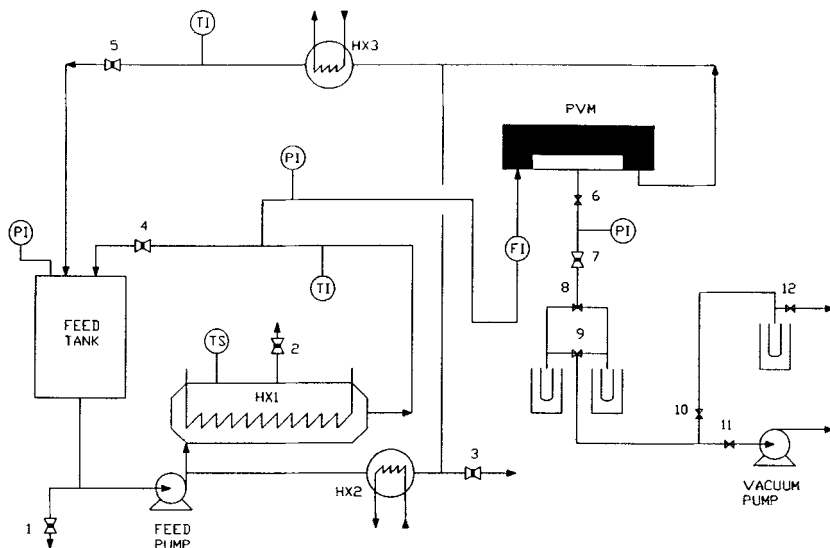 5
TI
HX3
PVM
PI
4
6
PI
FI
PI
7
TI
8
12
FEED
TANK
TS
2
9
HX1
10
11
3
HX2
1
FEED
PUMP
VACUUM
PUMP